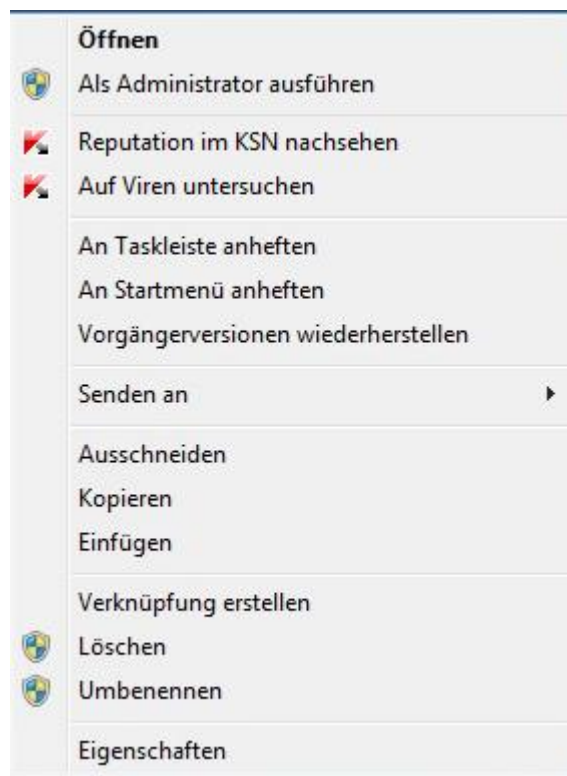 Öffnen
Als Administrator ausführen
Reputation im KSN nachsehen
Auf Viren untersuchen
An Taskleiste anheften
An Startmenü anheften
Vorgängerversionen wiederherstellen
Senden an
Ausschneiden
Kopieren
Einfügen
Verknüpfung erstellen
Löschen
Umbenennen
Eigenschaften